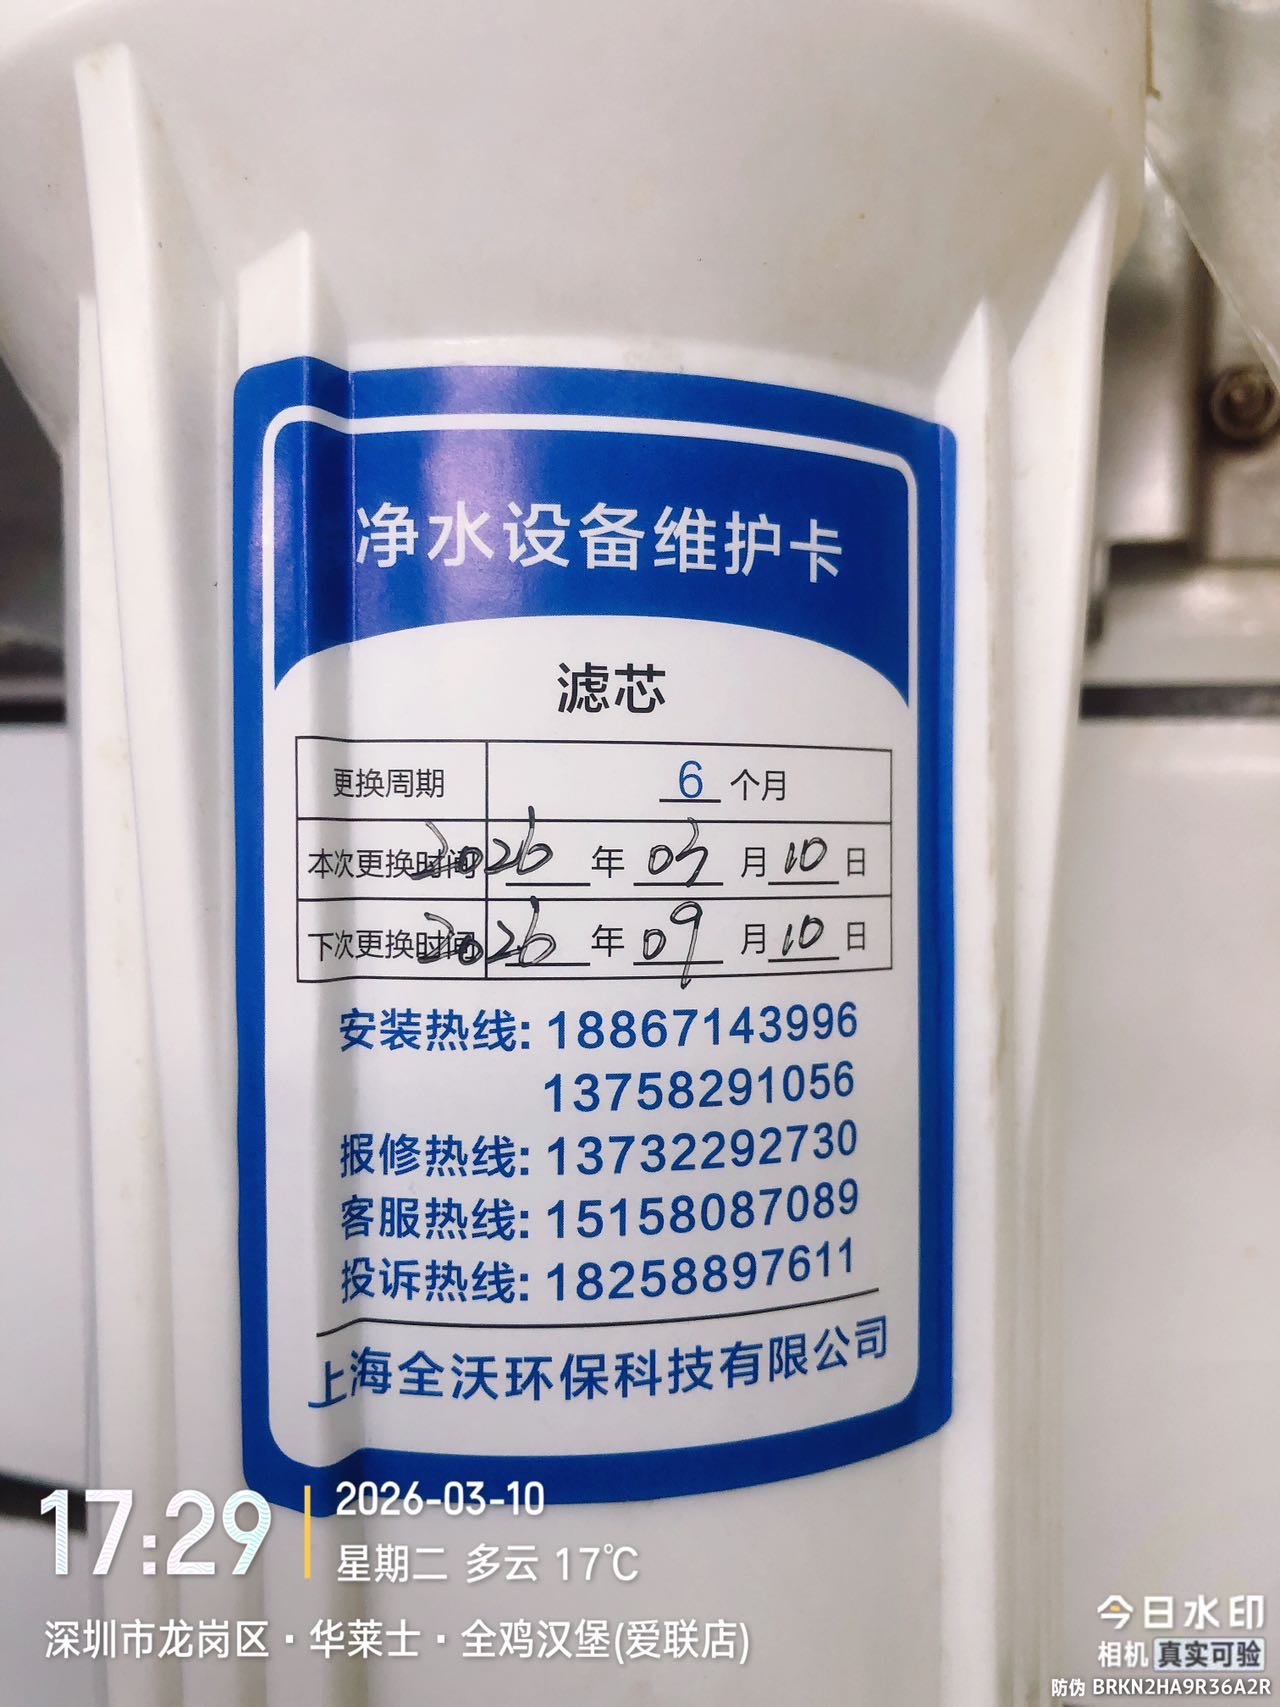 净水设备维护卡
滤芯
更换周期 6 个月
本次更换时间 2026 年 03 月 10 日
下次更换时间 2026 年 09 月 10 日
安装热线: 18867143996
13758291056
报修热线: 13732292730
客服热线: 15158087089
投诉热线: 18258897611
上海全沃环保科技有限公司
17:29
2026-03-10
星期二 多云 17℃
深圳市龙岗区·华莱士·全鸡汉堡(爱联店)
今日水印
相机 真实可验
防伪 BRKN2HA9R36A2R